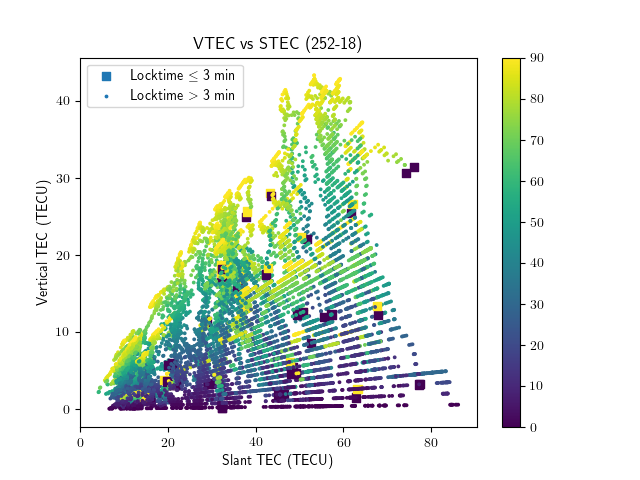 VTEC vs STEC (252-18)
Locktime ≤ 3 min
Locktime > 3 min
Vertical TEC (TECU)
40
30
20
10
0
0 20 40 60 80
Slant TEC (TECU)
90
80
70
60
50
40
30
20
10
0